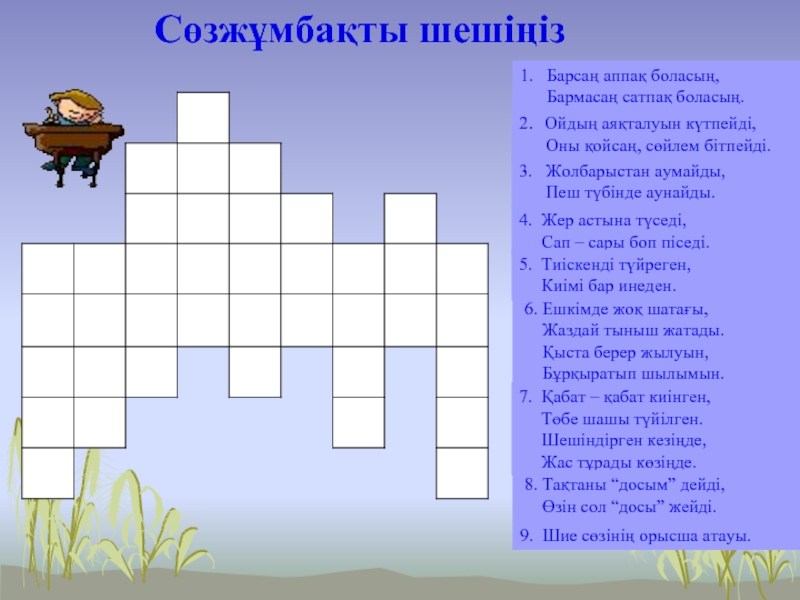 Сөзжұмбақты шешіңіз
1. Барсаң аппақ боласың,
Бармасаң сатпақ боласың.
2. Ойдың аяқталуын күтпейді,
Оны қойсаң, сөйлем бітпейді.
3. Жолбарыстан аумайды,
Пеш түбінде аунайды.
4. Жер астына түседі,
Сап – сары боп піседі.
5. Тиіскенді түйреген,
Киімі бар инеден.
6. Ешкімде жоқ шатағы,
Жаздай тыныш жатады.
Қыста берер жылуын,
Бұрқыратып шылымын.
7. Қабат – қабат киінген,
Төбе шашы түйілген.
Шешіндірген кезіңде,
Жас тұрады көзіңде.
8. Тақтаны “досым” дейді,
Өзін сол “досы” жейді.
9. Шие сөзінің орысша атауы.